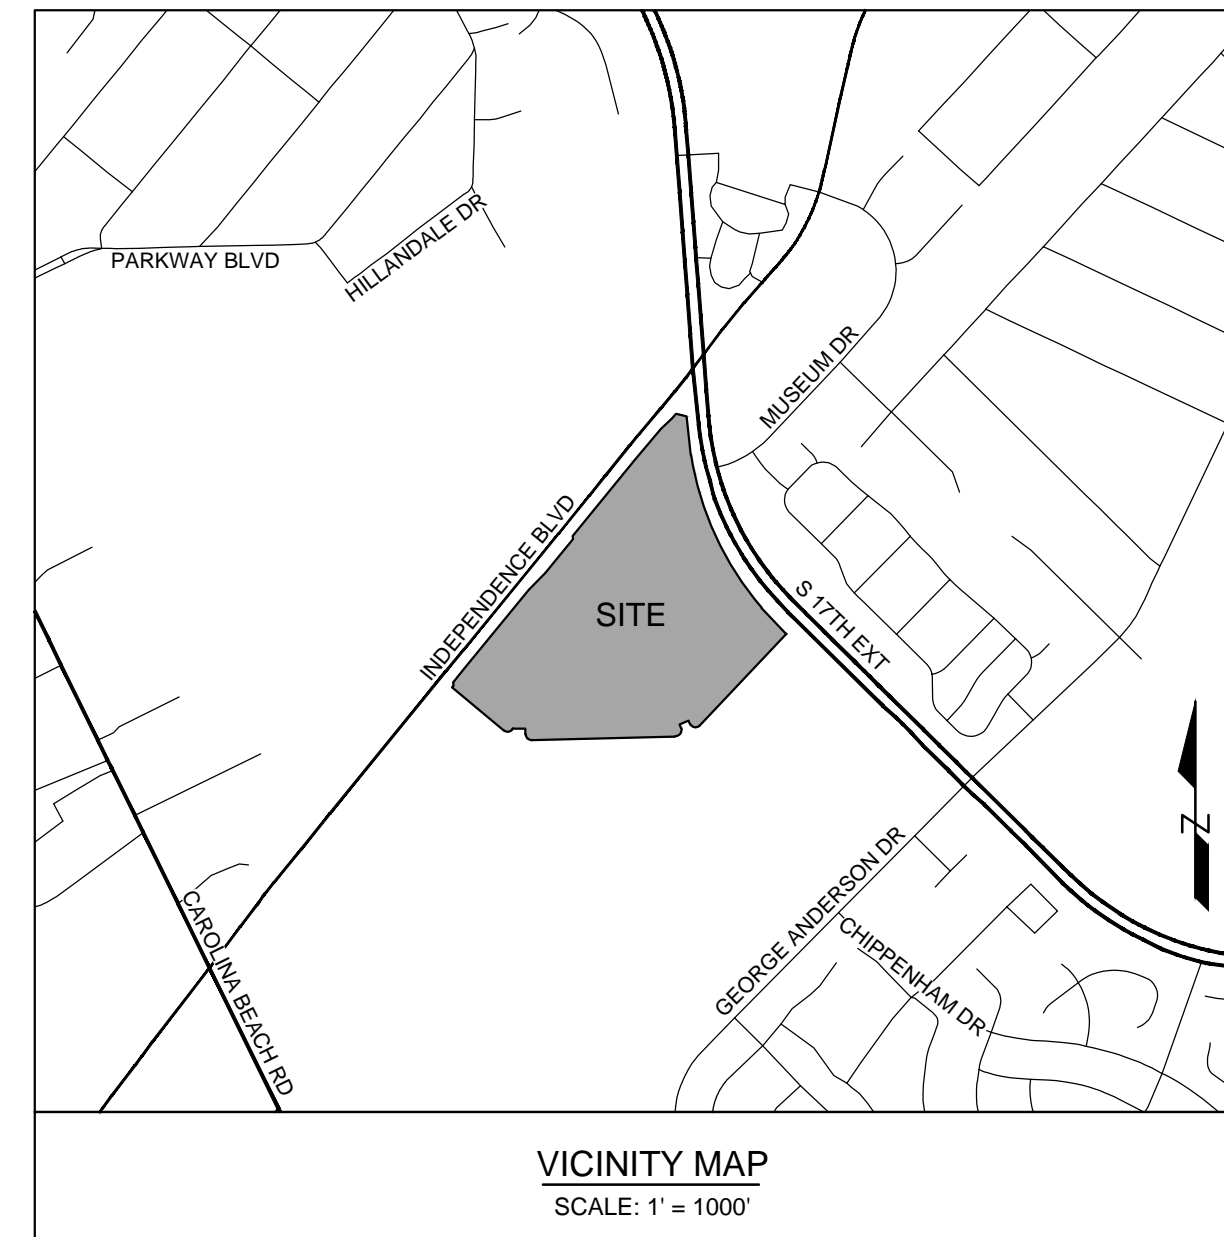 PARKWAY BLVD
HILLANDALE DR
MUSEUM DR
INDEPENDENCE BLVD
SITE
S 17TH EXT
N
GEORGE ANDERSON DR
CHIPPENHAM DR
CAROLINA BEACH RD
VICINITY MAP
SCALE: 1' = 1000'